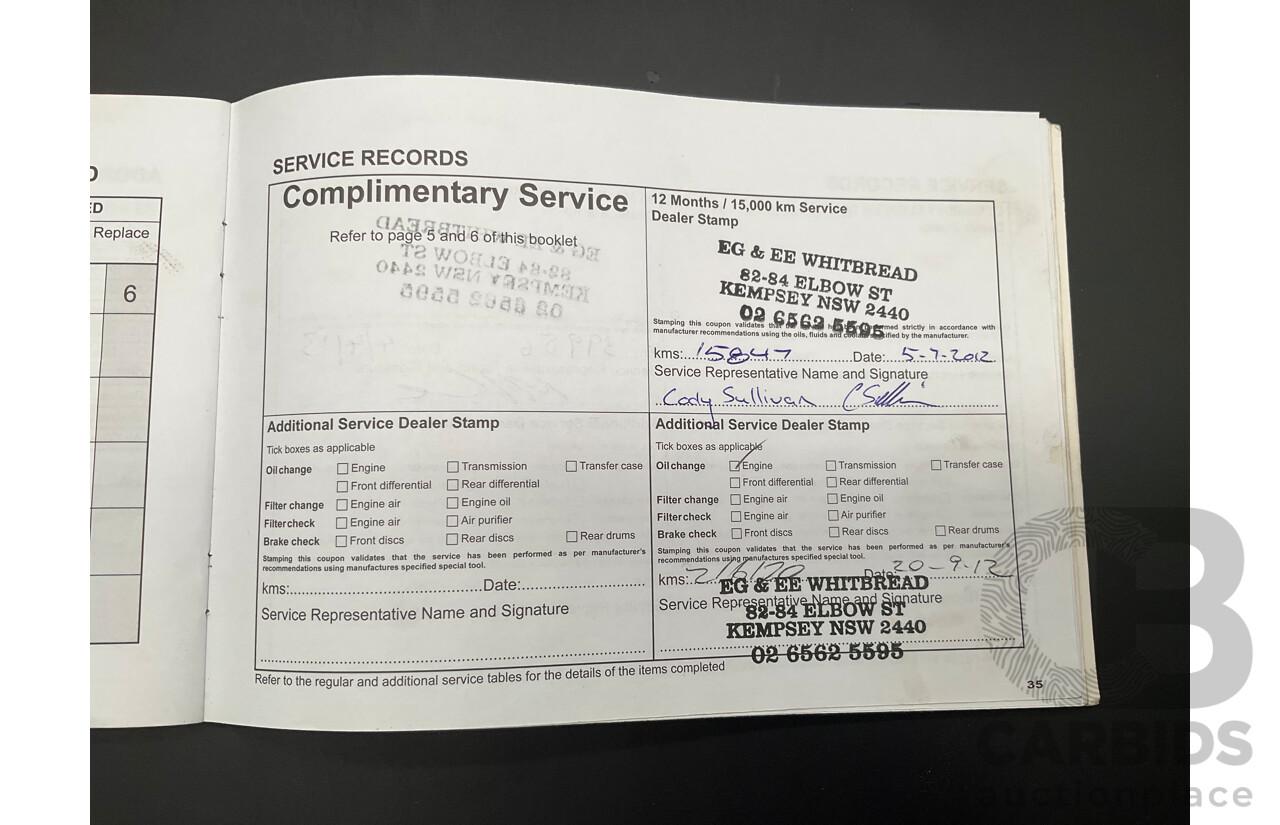 ED
Replace
6
SERVICE RECORDS
Complimentary Service
Refer to page 5 and 6 of this booklet
12 Months / 15,000 km Service
Dealer Stamp
EG & EE WHITBREAD
82-84 ELBOW ST
KEMPSEY NSW 2440
02 6562 5595
Stamping this coupon validates that the service has been performed strictly in accordance with
manufacturer recommendations using the oils, fluids and coolant specified by the manufacturer.
kms: 15847 Date: 5-7-2012
Service Representative Name and Signature
Cody Sullivan
Additional Service Dealer Stamp
Tick boxes as applicable
Oil change Engine Transmission Transfer case
Front differential Rear differential
Filter change Engine air Engine oil
Filter check Engine air Air purifier
Brake check Front discs Rear discs Rear drums
Stamping this coupon validates that the service has been performed as per manufacturer's
recommendations using manufactures specified special tool.
kms: Date:
Service Representative Name and Signature
Additional Service Dealer Stamp
Tick boxes as applicable
Oil change Engine Transmission Transfer case
Front differential Rear differential
Filter change Engine air Engine oil
Filter check Engine air Air purifier
Brake check Front discs Rear discs Rear drums
Stamping this coupon validates that the service has been performed as per manufacturer's
recommendations using manufactures specified special tool.
kms: Date: 20-9-12
EG & EE WHITBREAD
Service Representative Name and Signature
82-84 ELBOW ST
KEMPSEY NSW 2440
02 6562 5595
Refer to the regular and additional service tables for the details of the items completed
35
CARBIDS
auctionplace